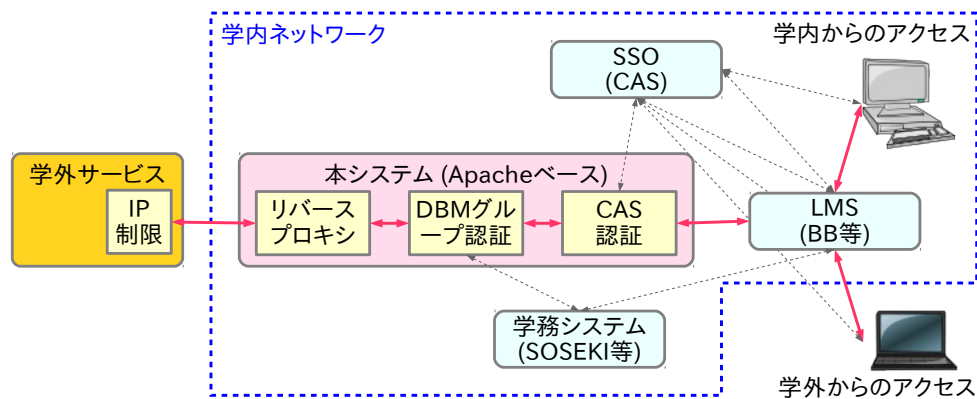 学内ネットワーク
学内からのアクセス
SSO
(CAS)
学外サービス
IP
制限
本システム (Apacheベース)
リバース
プロキシ
DBMグル
ープ認証
CAS
認証
LMS
(BB等)
学務システム
(SOSEKI等)
学外からのアクセス